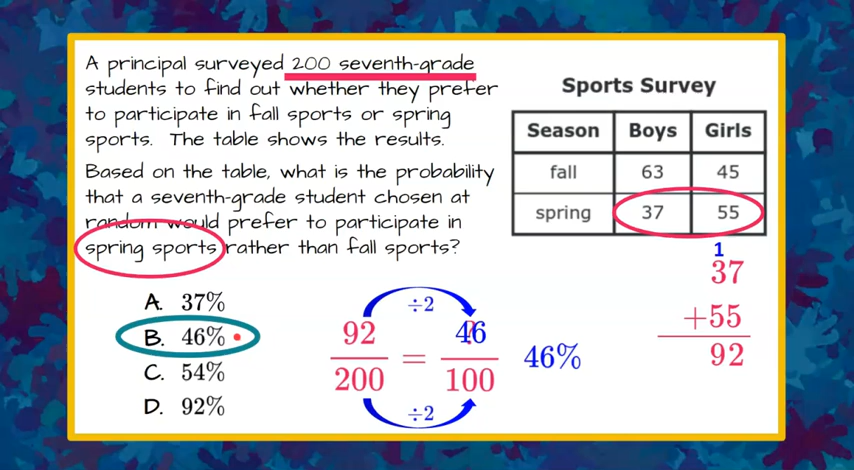 A principal surveyed 200 seventh-grade
students to find out whether they prefer
to participate in fall sports or spring
sports. The table shows the results.
Based on the table, what is the probability
that a seventh-grade student chosen at
random would prefer to participate in
spring sports rather than fall sports?
Sports Survey
Season Boys Girls
fall 63 45
spring 37 55
A. 37%
B. 46%
C. 54%
D. 92%
÷2
92/200 = 46/100 46%
÷2
1
37
+55
92